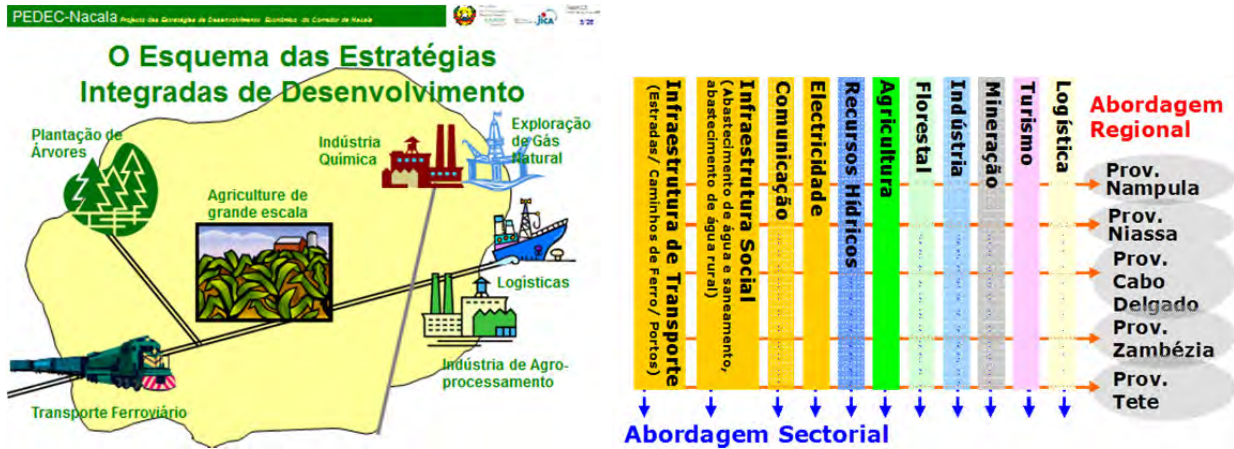 PEDEC-Nacala Projecto das Estratégias de Desenvolvimento Económico do Corredor de Nacala
jICA
O Esquema das Estratégias
Integradas de Desenvolvimento
Plantação de
Árvores
Indústria
Química
Exploração
de Gás
Natural
Agriculture de
grande escala
Logísticas
Indústria de Agro-
processamento
Transporte Ferroviário
Infraestrutura de Transporte
(Estradas/ Caminhos de Ferro/ Portos)
Infraestrutura Social
(Abastecimento de água e saneamento,
abastecimento de água rural)
Comunicação
Electricidade
Recursos Hídricos
Agricultura
Florestal
Indústria
Mineração
Turismo
Logística
Abordagem
Regional
Prov.
Nampula
Prov.
Niassa
Prov.
Cabo
Delgado
Prov.
Zambézia
Prov.
Tete
Abordagem Sectorial